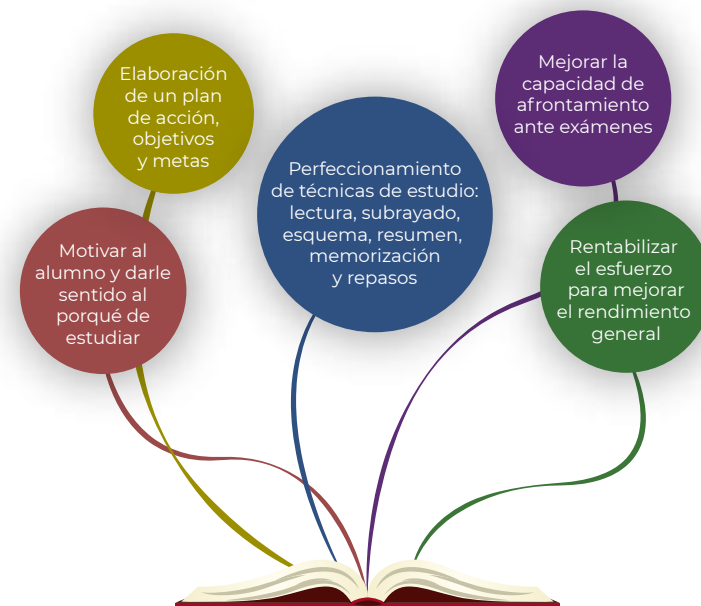 Elaboración
de un plan
de acción,
objetivos
y metas
Mejorar la
capacidad de
afrontamiento
ante exámenes
Perfeccionamiento
de técnicas de estudio:
lectura, subrayado,
esquema, resumen,
memorización
y repasos
Motivar al
alumno y darle
sentido al
porqué de
estudiar
Rentabilizar
el esfuerzo
para mejorar
el rendimiento
general